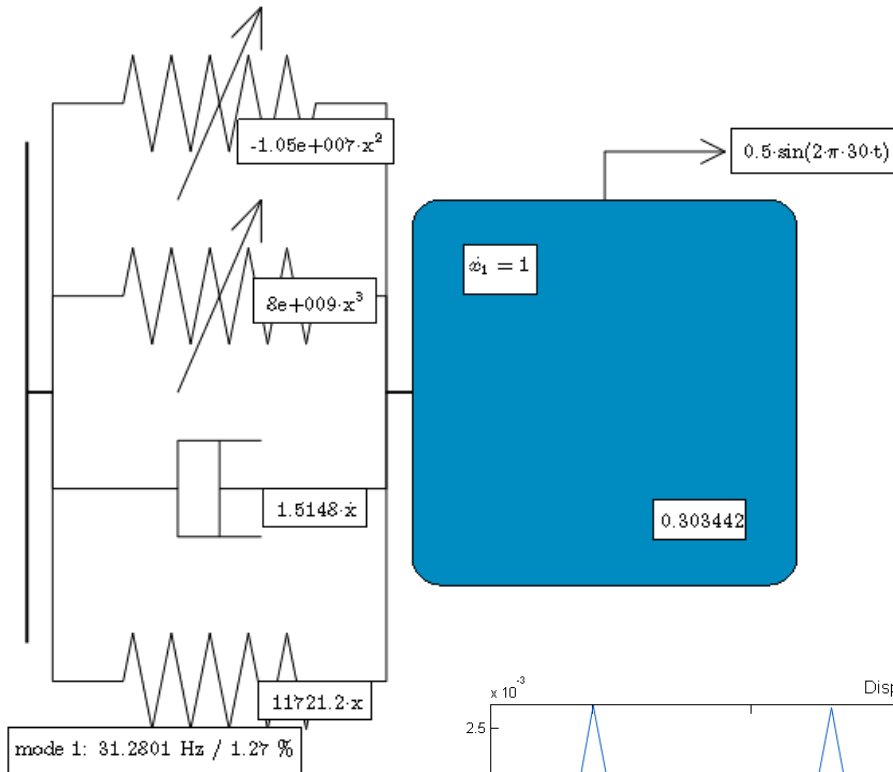 -1.05e+007·x²
0.5·sin(2·π·30·t)
ẋ₁ = 1
8e+009·x³
1.5148·ẋ
0.303442
11721.2·x
mode 1: 31.2801 Hz / 1.27 %
x 10⁻³
Disp
2.5